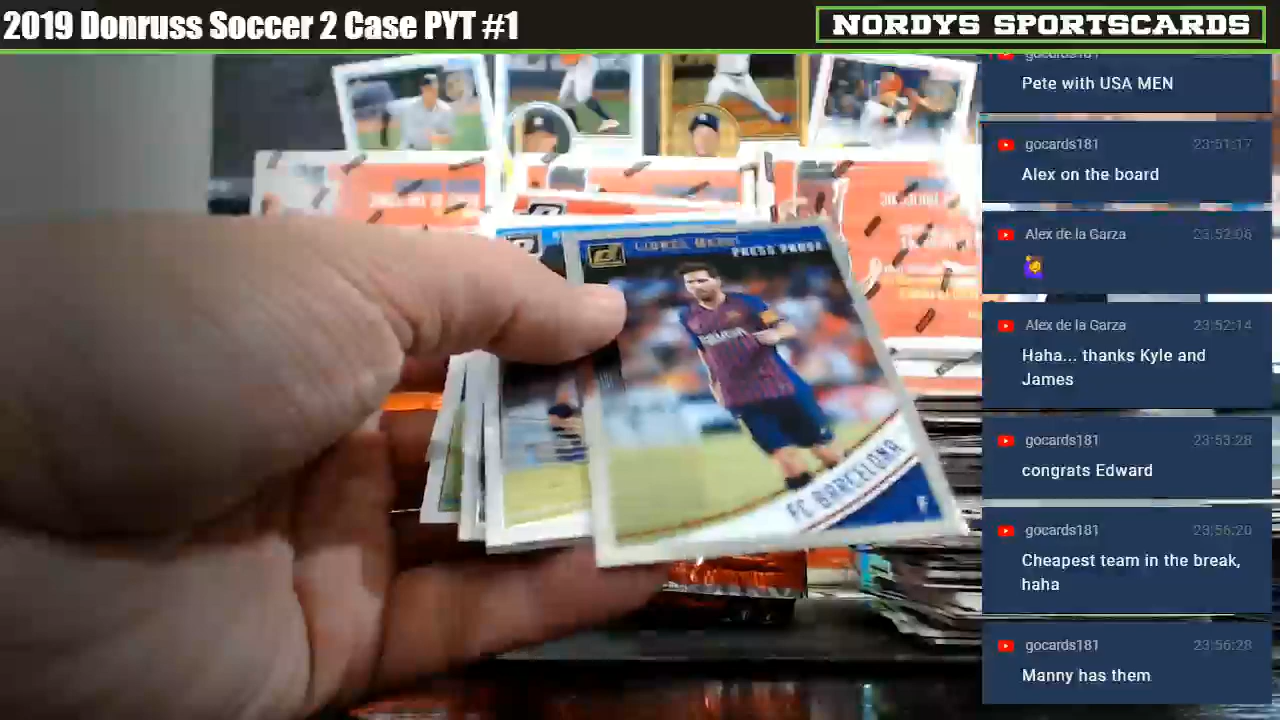 2019 Donruss Soccer 2 Case PYT #1
NORDYS SPORTSCARDS
gocards181
Pete with USA MEN
gocards181 23:51:17
Alex on the board
Alex de la Garza 23:52:06
Alex de la Garza 23:52:14
Haha... thanks Kyle and
James
gocards181 23:53:28
congrats Edward
gocards181 23:56:20
Cheapest team in the break,
haha
gocards181 23:56:28
Manny has them
LIONEL MESSI
PRESS PROOF
FC BARCELONA
F